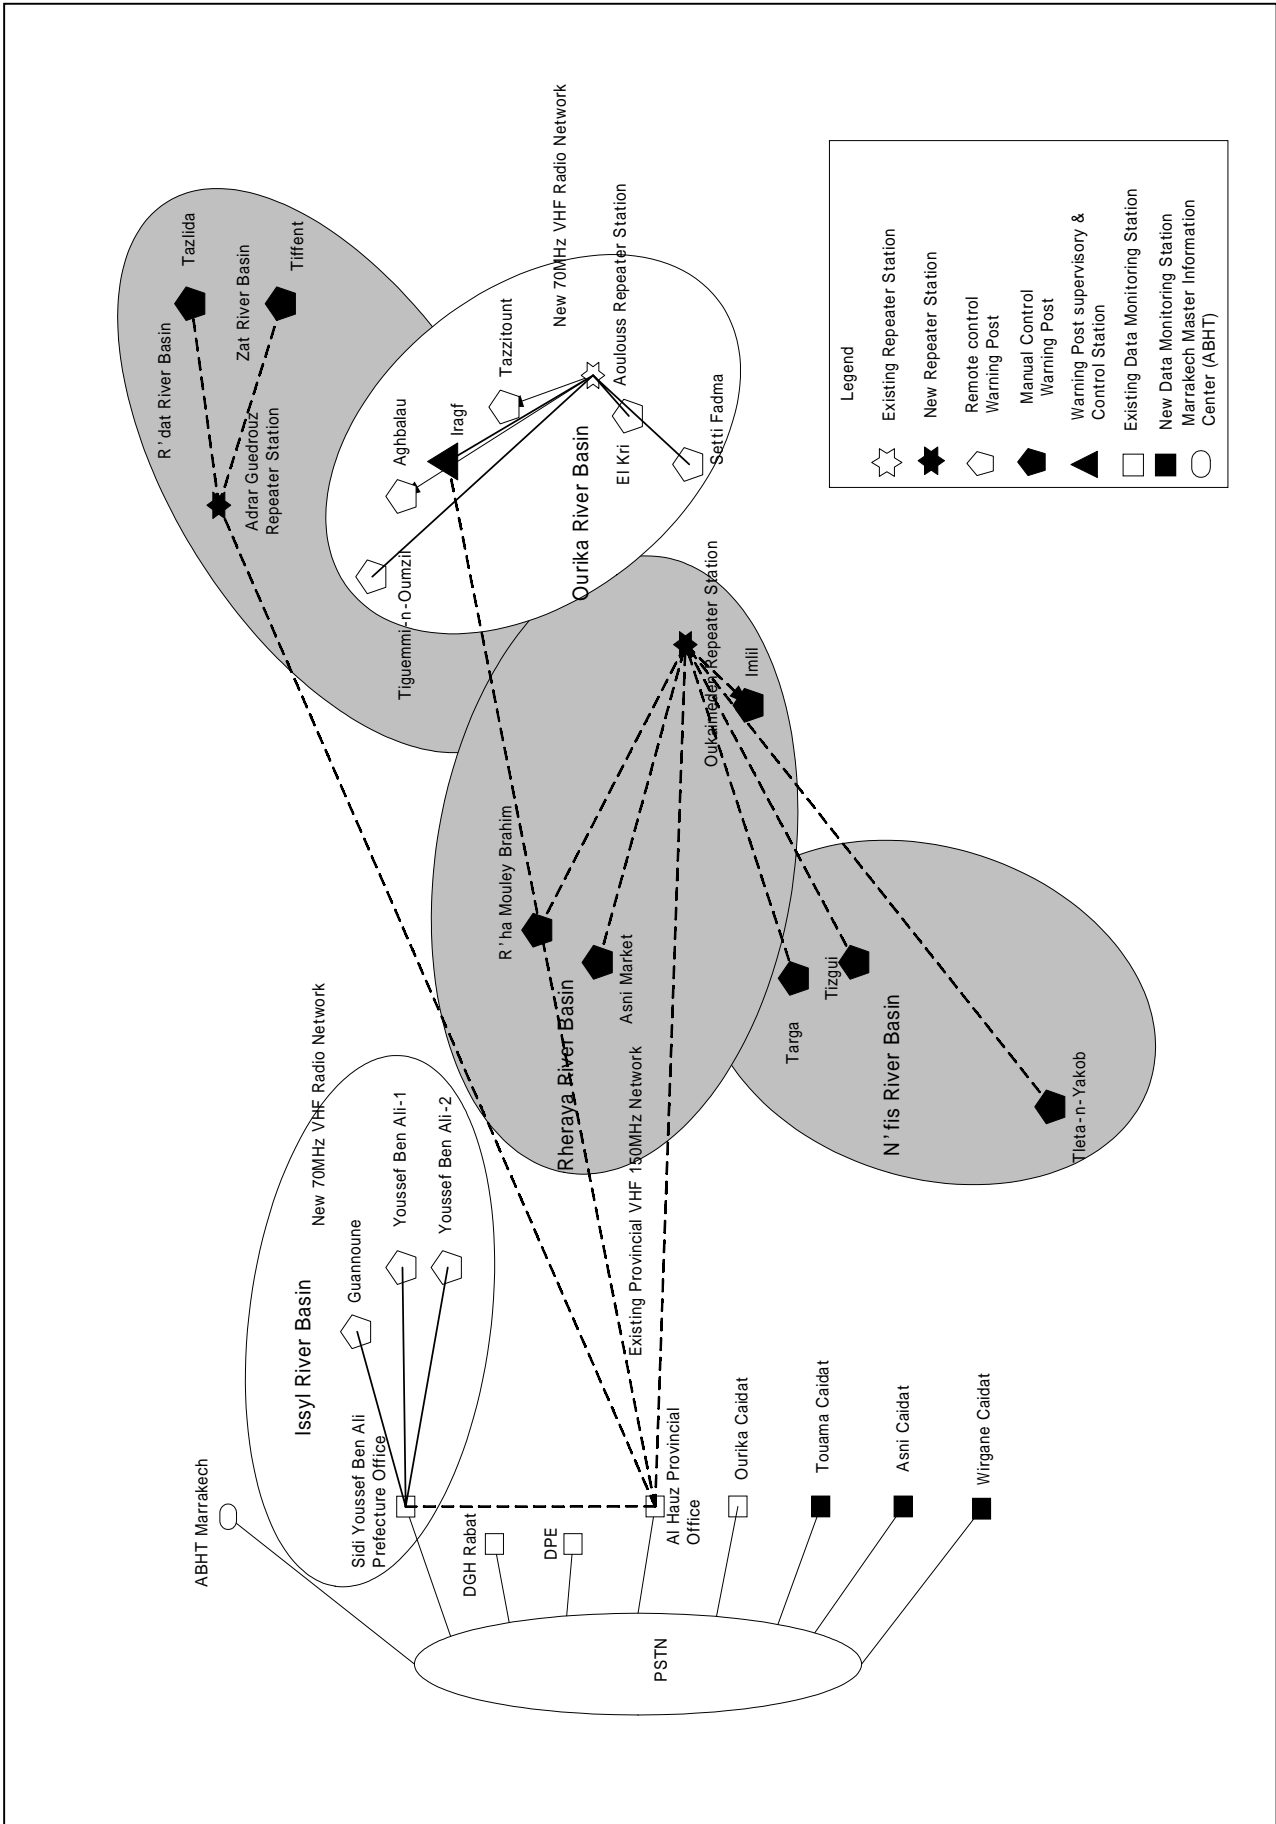 ABHT Marrakech
Sidi Youssef Ben Ali
Prefecture Office
Issyl River Basin
New 70MHz VHF Radio Network
Guannoune
Youssef Ben Ali-1
Youssef Ben Ali-2
DGH Rabat
DPE
Al Hauz Provincial
Office
Existing Provincial VHF 150MHz Network
PSTN
Ourika Caidat
Touama Caidat
Asni Caidat
Wirgane Caidat
R'dat River Basin
Tazlida
Zat River Basin
Tiffent
Adrar Guedrouz
Repeater Station
Tiguemmi-n-Oumzil
Aghbalau
Iragf
Tazzitount
New 70MHz VHF Radio Network
Ourika River Basin
Aoulouss Repeater Station
El Kri
Setti Fadma
R'ha Mouley Brahim
Rheraya River Basin
Asni Market
Oukaimeden Repeater Station
Imlil
Targa
Tizgui
N'fis River Basin
Tleta-n-Yakob
Legend
Existing Repeater Station
New Repeater Station
Remote control
Warning Post
Manual Control
Warning Post
Warning Post supervisory &
Control Station
Existing Data Monitoring Station
New Data Monitoring Station
Marrakech Master Information
Center (ABHT)